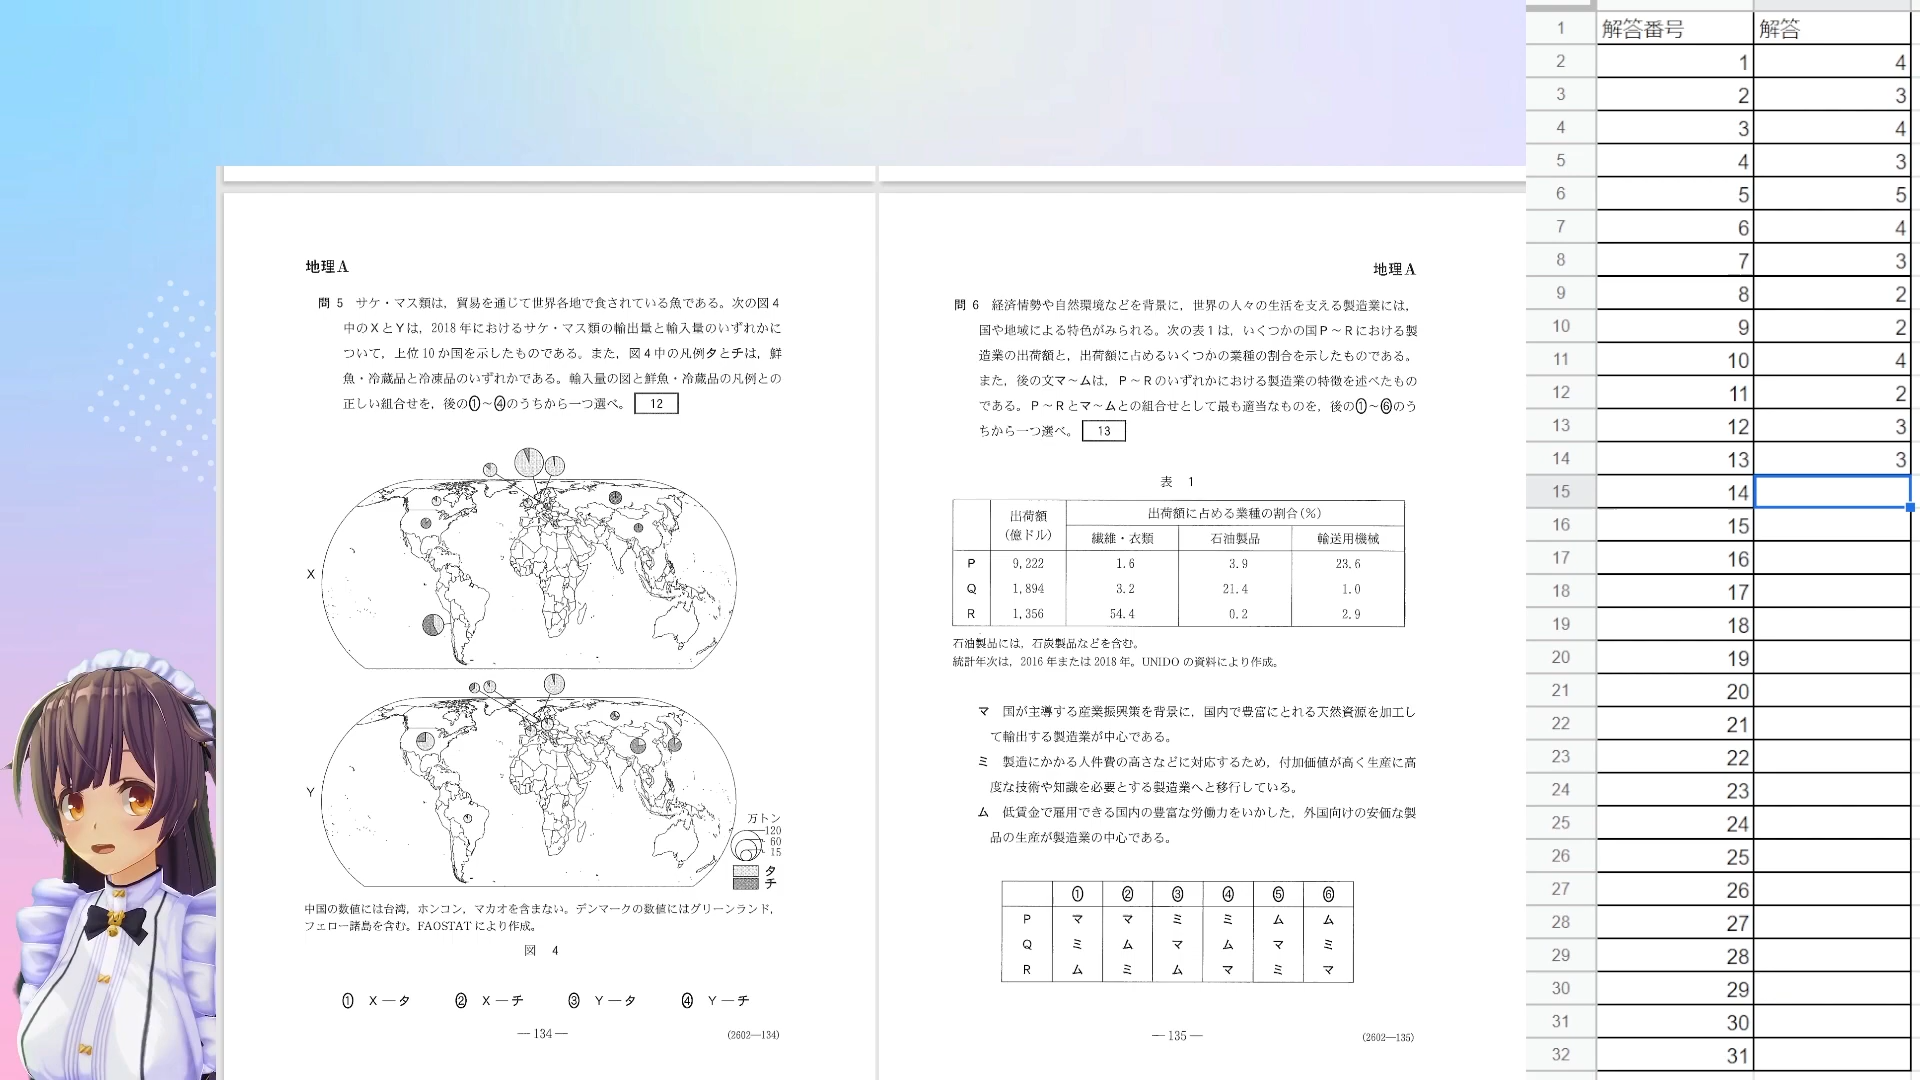 地理A
問 5 サケ・マス類は，貿易を通じて世界各地で食されている魚である。次の図 4
中のXとYは，2018 年におけるサケ・マス類の輸出量と輸入量のいずれかに
ついて，上位 10 か国を示したものである。また，図 4 中の凡例タとチは，鮮
魚・冷蔵品と冷凍品のいずれかである。輸入量の図と鮮魚・冷蔵品の凡例との
正しい組合せを，後の①～④のうちから一つ選べ。 12
X
Y
万トン
120
60
15
タ
チ
中国の数値には台湾，ホンコン，マカオを含まない。デンマークの数値にはグリーンランド，
フェロー諸島を含む。FAOSTAT により作成。
図 4
① X — タ ② X — チ ③ Y — タ ④ Y — チ
— 134 — (2602—134)
地理A
問 6 経済情勢や自然環境などを背景に，世界の人々の生活を支える製造業には，
国や地域による特色がみられる。次の表 1 は，いくつかの国P～Rにおける製
造業の出荷額と，出荷額に占めるいくつかの業種の割合を示したものである。
また，後の文マ～ムは，P～Rのいずれかにおける製造業の特徴を述べたもの
である。P～Rとマ～ムとの組合せとして最も適当なものを，後の①～⑥のう
ちから一つ選べ。 13
表 1
出荷額
(億ドル)
出荷額に占める業種の割合(%)
繊維・衣類 石油製品 輸送用機械
P 9,222 1.6 3.9 23.6
Q 1,894 3.2 21.4 1.0
R 1,356 54.4 0.2 2.9
石油製品には，石炭製品などを含む。
統計年次は，2016 年または 2018 年。UNIDO の資料により作成。
マ 国が主導する産業振興策を背景に，国内で豊富にとれる天然資源を加工し
て輸出する製造業が中心である。
ミ 製造にかかる人件費の高さなどに対応するため，付加価値が高く生産に高
度な技術や知識を必要とする製造業へと移行している。
ム 低賃金で雇用できる国内の豊富な労働力をいかした，外国向けの安価な製
品の生産が製造業の中心である。
① ② ③ ④ ⑤ ⑥
P マ マ ミ ミ ム ム
Q ミ ム マ ム マ ミ
R ム ミ ム マ ミ マ
— 135 — (2602—135)
1 解答番号 解答
2 1 4
3 2 3
4 3 4
5 4 3
6 5 5
7 6 4
8 7 3
9 8 2
10 9 2
11 10 4
12 11 2
13 12 3
14 13 3
15 14
16 15
17 16
18 17
19 18
20 19
21 20
22 21
23 22
24 23
25 24
26 25
27 26
28 27
29 28
30 29
31 30
32 31